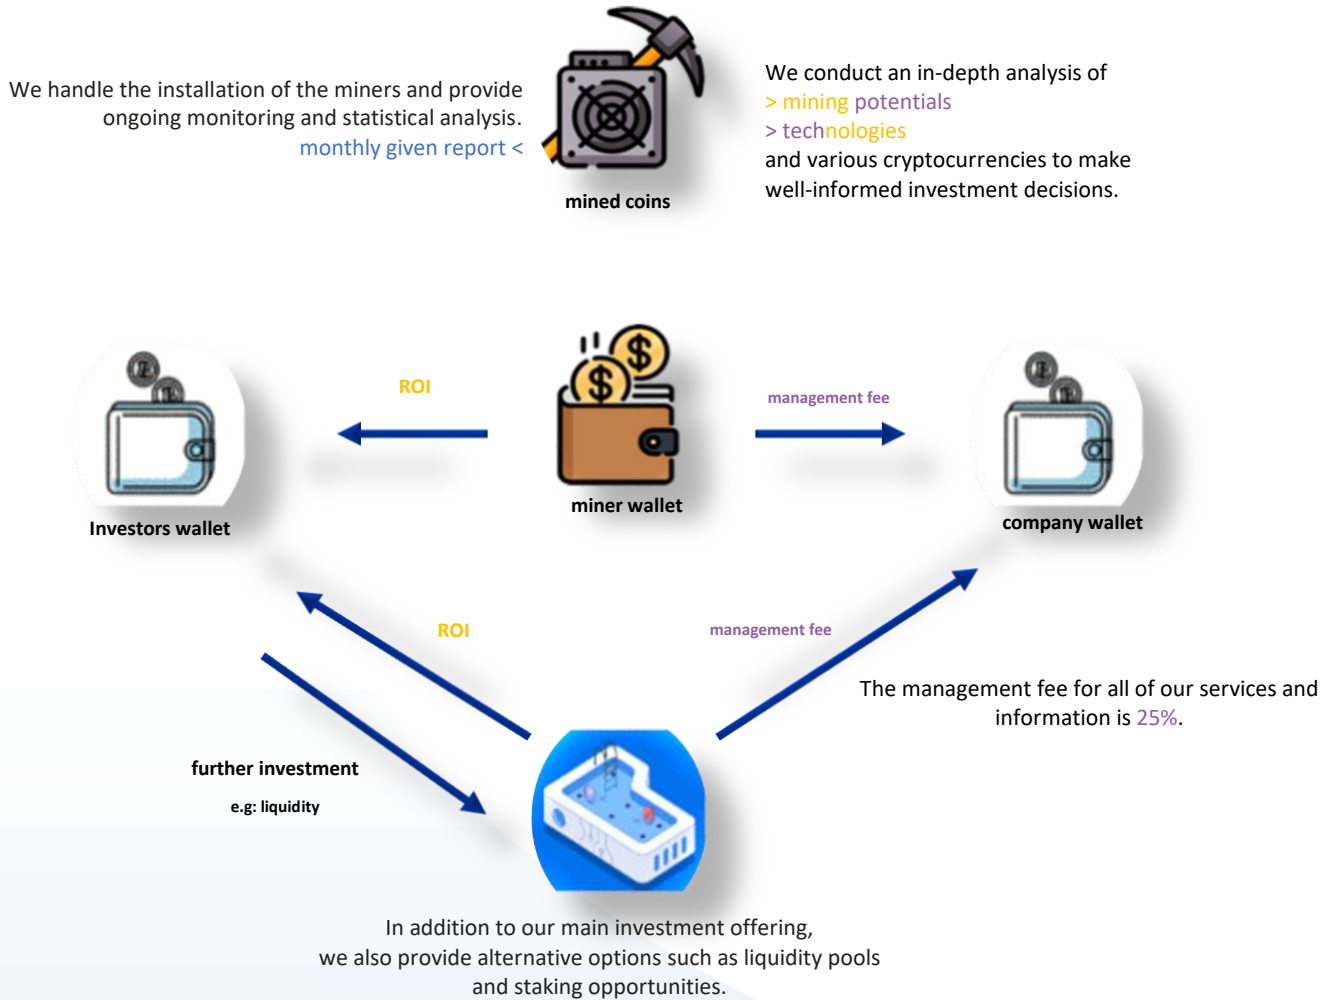 We handle the installation of the miners and provide
ongoing monitoring and statistical analysis.
monthly given report <
mined coins
We conduct an in-depth analysis of
> mining potentials
> technologies
and various cryptocurrencies to make
well-informed investment decisions.
ROI
management fee
Investors wallet
miner wallet
company wallet
ROI
management fee
The management fee for all of our services and
information is 25%.
further investment
e.g: liquidity
In addition to our main investment offering,
we also provide alternative options such as liquidity pools
and staking opportunities.